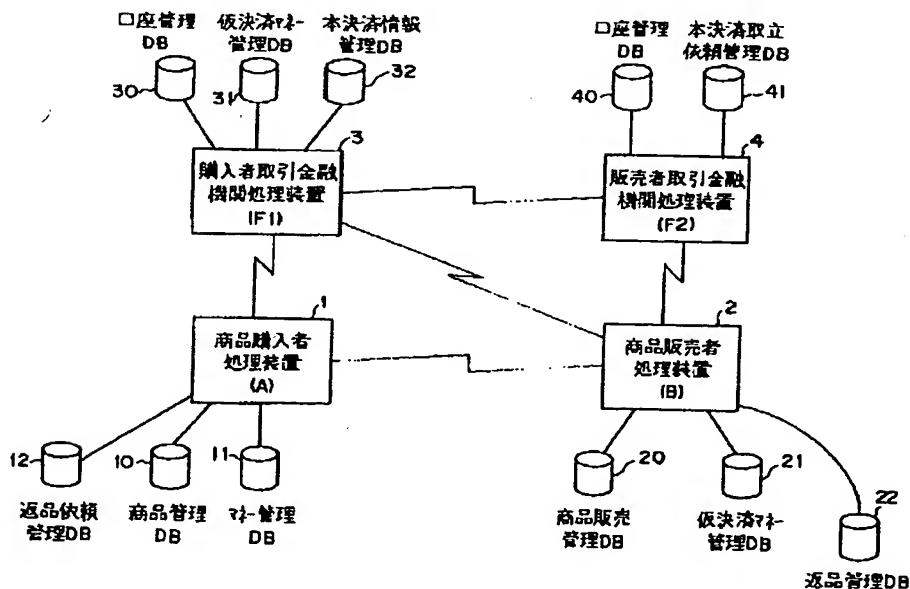 口座管理
DB
仮決済ﾏﾈｰ
管理DB
本決済情報
管理DB
30
31
32
口座管理
DB
本決済取立
依頼管理DB
40
41
3
購入者取引金融
機関処理装置
(F1)
4
販売者取引金融
機関処理装置
(F2)
1
商品購入者
処理装置
(A)
2
商品販売者
処理装置
(B)
12
返品依頼
管理DB
10
商品管理
DB
11
ﾏﾈｰ管理
DB
20
商品販売
管理DB
21
仮決済ﾏﾈｰ
管理DB
22
返品管理DB